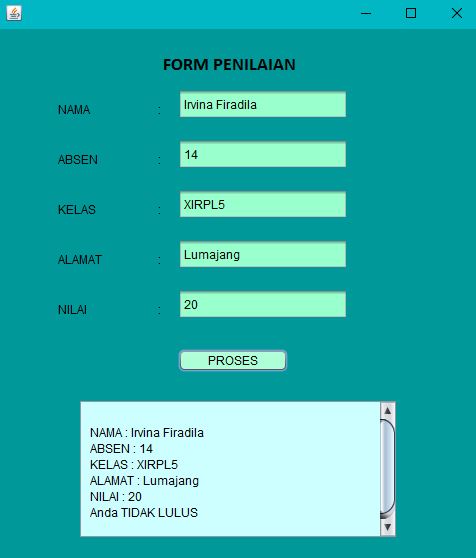 FORM PENILAIAN
NAMA : Irvina Firadila
ABSEN : 14
KELAS : XIRPL5
ALAMAT : Lumajang
NILAI : 20
PROSES
NAMA : Irvina Firadila
ABSEN : 14
KELAS : XIRPL5
ALAMAT : Lumajang
NILAI : 20
Anda TIDAK LULUS